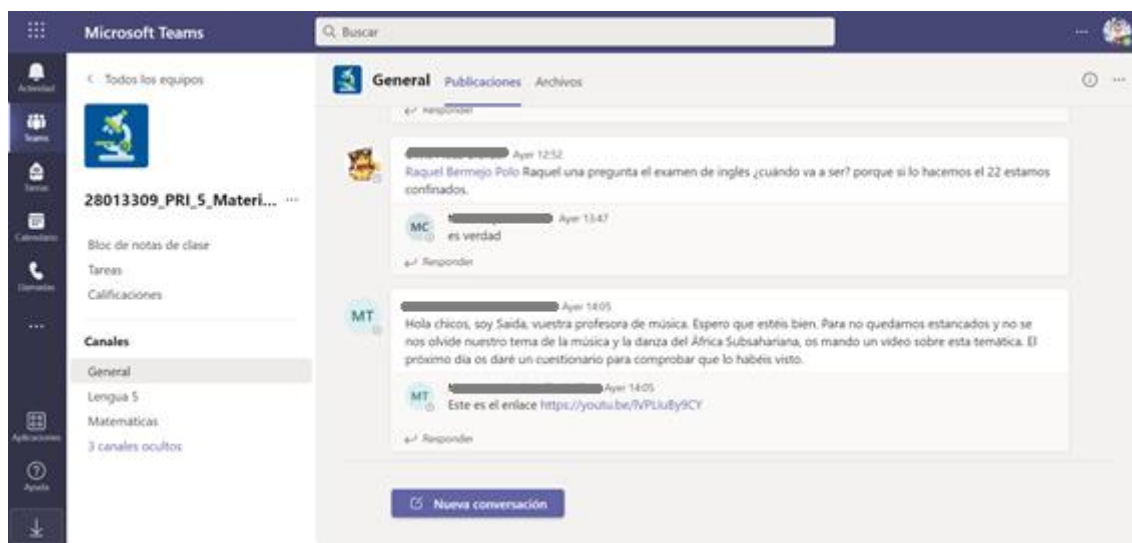 Microsoft Teams
Buscar
Actividad
Teams
Tareas
Calendario
Llamadas
Aplicaciones
Ayuda
Todos los equipos
28013309_PRI_5_Materi...
Bloc de notas de clase
Tareas
Calificaciones
Canales
General
Lengua 5
Matemáticas
3 canales ocultos
General Publicaciones Archivos
Responder
Ayer 12:52
Raquel Bermejo Polo Raquel una pregunta el examen de ingles ¿cuándo va a ser? porque si lo hacemos el 22 estamos
confinados.
MC
Ayer 13:47
es verdad
Responder
MT
Ayer 14:05
Hola chicos, soy Saida, vuestra profesora de música. Espero que estéis bien. Para no quedarnos estancados y no se
nos olvide nuestro tema de la música y la danza del África Subsahariana, os mando un video sobre esta temática. El
próximo día os daré un cuestionario para comprobar que lo habéis visto.
MT
Ayer 14:05
Este es el enlace
Responder
Nueva conversación